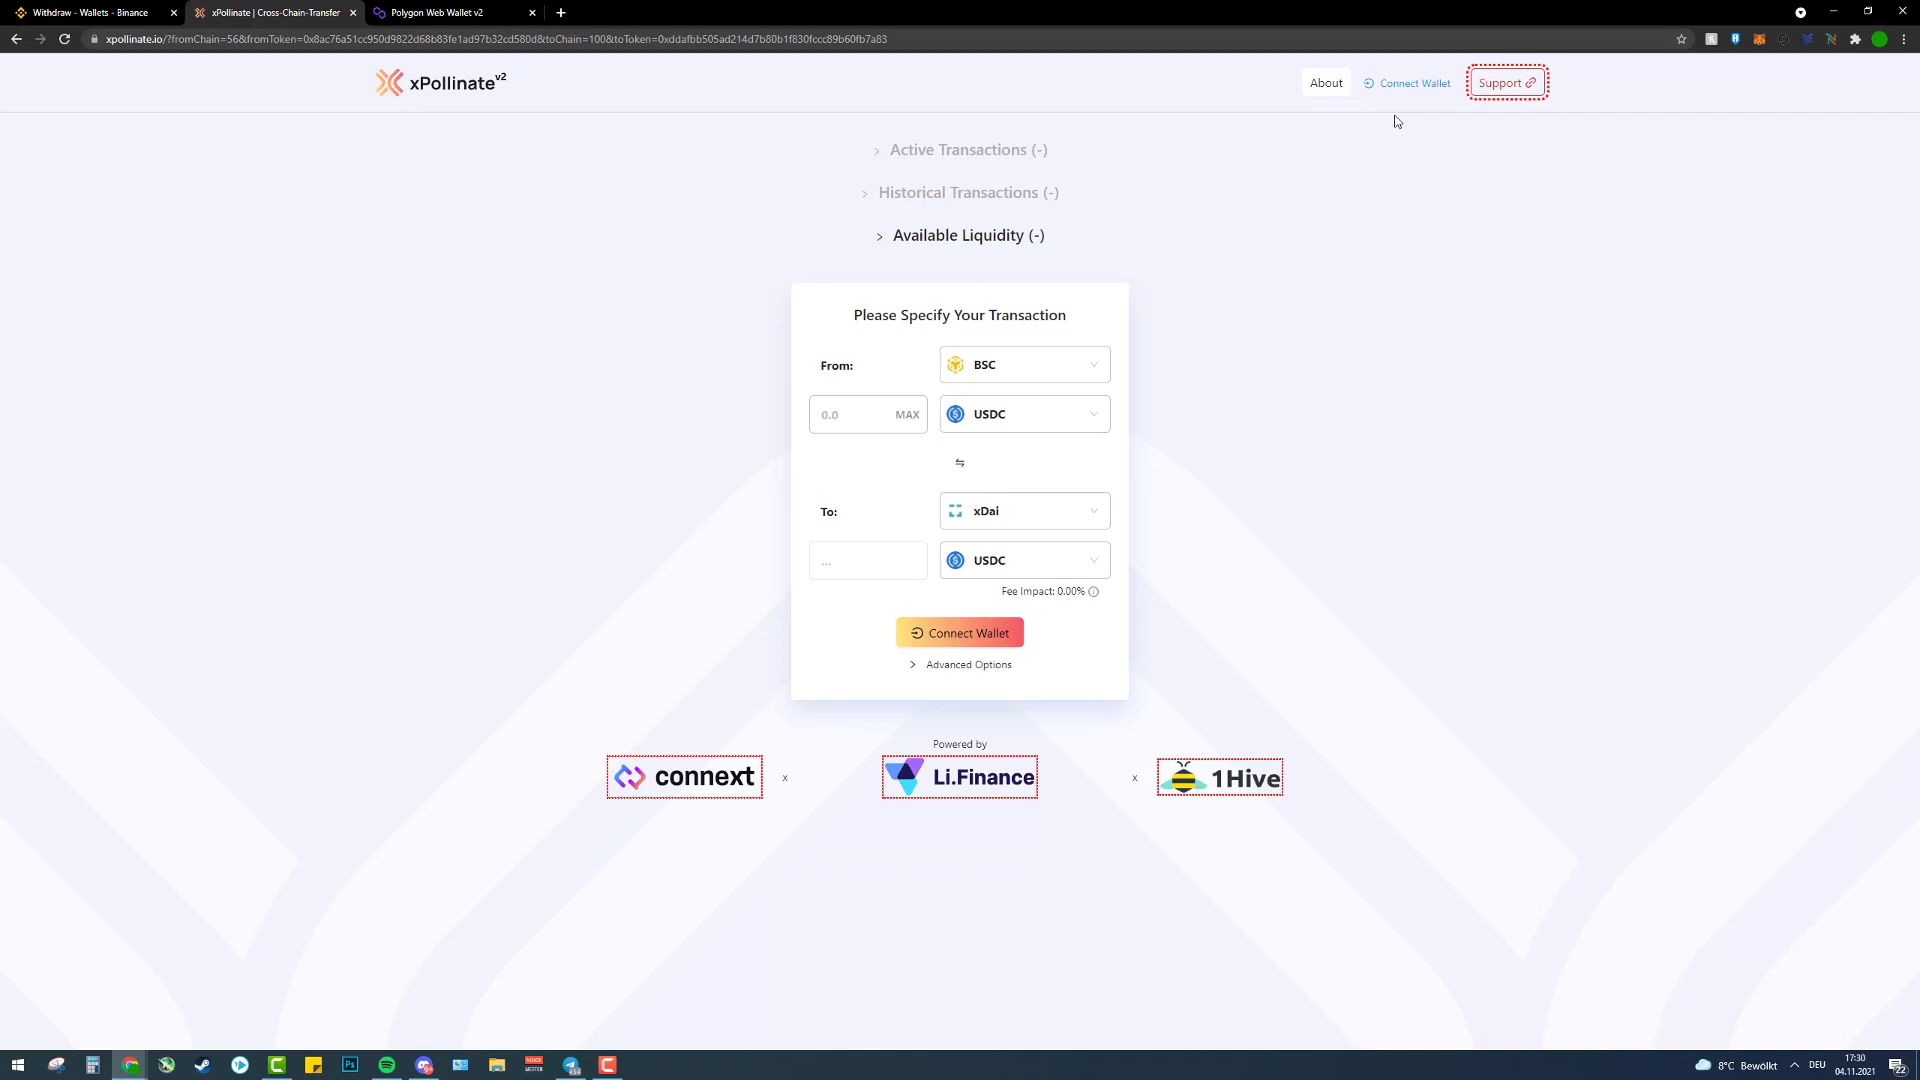 Withdraw - Wallets - Binance
xPollinate | Cross-Chain-Transfer
Polygon Web Wallet v2
xpollinate.io/?fromChain=56&fromToken=0x8ac76a51cc950d9822d68b83fe1ad97b32cd580d&toChain=100&toToken=0xddafbb505ad214d7b80b1f830fccc89b60fb7a83
xPollinate v2
About
Connect Wallet
Support
Active Transactions (-)
Historical Transactions (-)
Available Liquidity (-)
Please Specify Your Transaction
From:
BSC
0.0
MAX
USDC
To:
xDai
...
USDC
Fee Impact: 0.00%
Connect Wallet
Advanced Options
Powered by
connext
x
Li.Finance
x
1Hive
8°C Bewölkt
DEU
17:30
04.11.2021
22